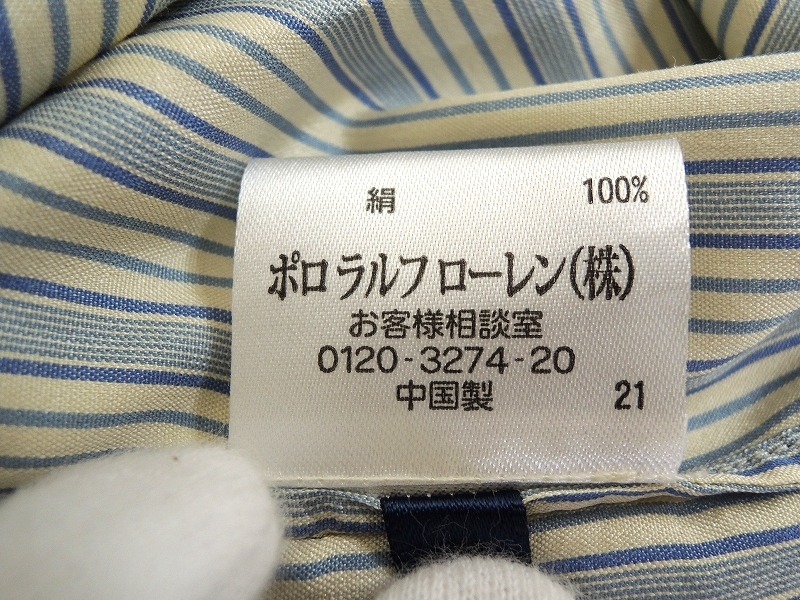 絹 100%
ポロ ラルフ ローレン(株)
お客様相談室
0120-3274-20
中国製 21